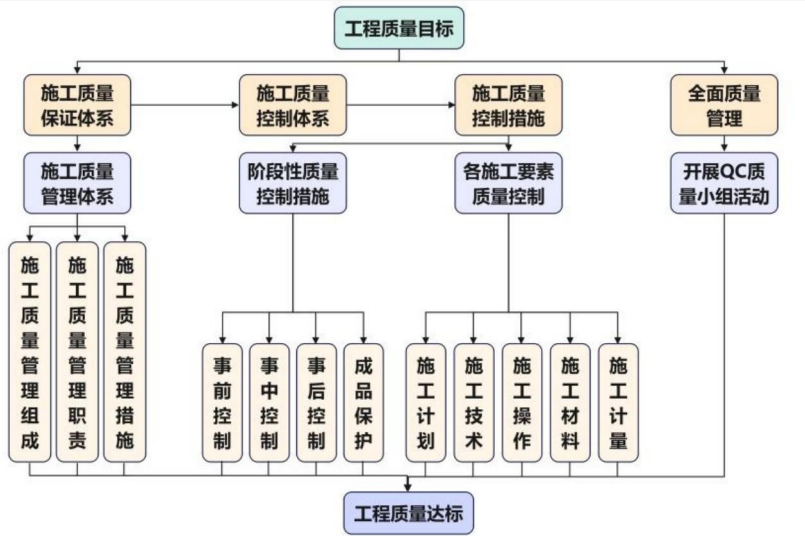 工程质量目标
施工质量
保证体系
施工质量
控制体系
施工质量
控制措施
全面质量
管理
施工质量
管理体系
阶段性质量
控制措施
各施工要素
质量控制
开展QC质
量小组活动
施工质量管理组成
施工质量管理职责
施工质量管理措施
事前控制
事中控制
事后控制
成品保护
施工计划
施工技术
施工操作
施工材料
施工计量
工程质量达标